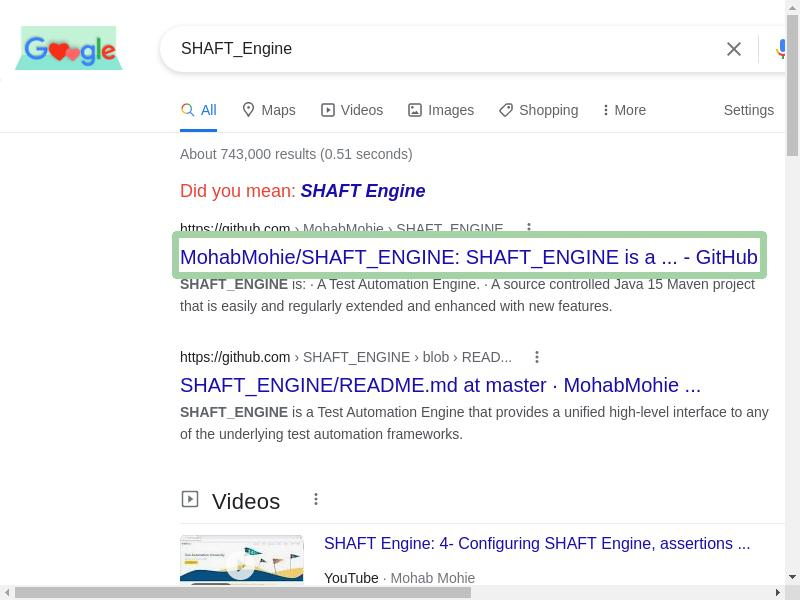 Google
SHAFT_Engine
All
Maps
Videos
Images
Shopping
More
Settings
About 743,000 results (0.51 seconds)
Did you mean: SHAFT Engine
https://github.com › MohabMohie › SHAFT_ENGINE
MohabMohie/SHAFT_ENGINE: SHAFT_ENGINE is a ... - GitHub
SHAFT_ENGINE is: · A Test Automation Engine. · A source controlled Java 15 Maven project
that is easily and regularly extended and enhanced with new features.
https://github.com › SHAFT_ENGINE › blob › READ...
SHAFT_ENGINE/README.md at master · MohabMohie ...
SHAFT_ENGINE is a Test Automation Engine that provides a unified high-level interface to any
of the underlying test automation frameworks.
Videos
SHAFT Engine: 4- Configuring SHAFT Engine, assertions ...
YouTube · Mohab Mohie